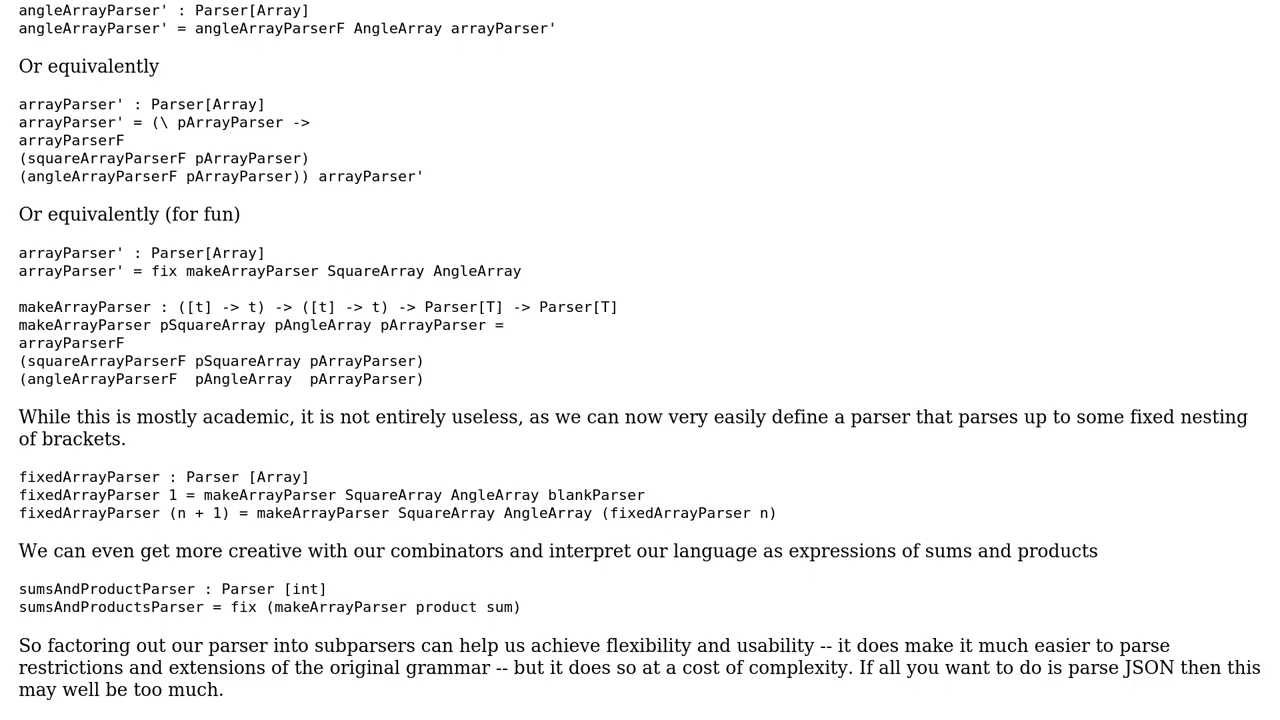 angleArrayParser' : Parser[Array]
angleArrayParser' = angleArrayParserF AngleArray arrayParser'
Or equivalently
arrayParser' : Parser[Array]
arrayParser' = (\ pArrayParser ->
arrayParserF
(squareArrayParserF pArrayParser)
(angleArrayParserF pArrayParser)) arrayParser'
Or equivalently (for fun)
arrayParser' : Parser[Array]
arrayParser' = fix makeArrayParser SquareArray AngleArray
makeArrayParser : ([t] -> t) -> ([t] -> t) -> Parser[T] -> Parser[T]
makeArrayParser pSquareArray pAngleArray pArrayParser =
arrayParserF
(squareArrayParserF pSquareArray pArrayParser)
(angleArrayParserF  pAngleArray  pArrayParser)
While this is mostly academic, it is not entirely useless, as we can now very easily define a parser that parses up to some fixed nesting
of brackets.
fixedArrayParser : Parser [Array]
fixedArrayParser 1 = makeArrayParser SquareArray AngleArray blankParser
fixedArrayParser (n + 1) = makeArrayParser SquareArray AngleArray (fixedArrayParser n)
We can even get more creative with our combinators and interpret our language as expressions of sums and products
sumsAndProductParser : Parser [int]
sumsAndProductsParser = fix (makeArrayParser product sum)
So factoring out our parser into subparsers can help us achieve flexibility and usability -- it does make it much easier to parse
restrictions and extensions of the original grammar -- but it does so at a cost of complexity. If all you want to do is parse JSON then this
may well be too much.